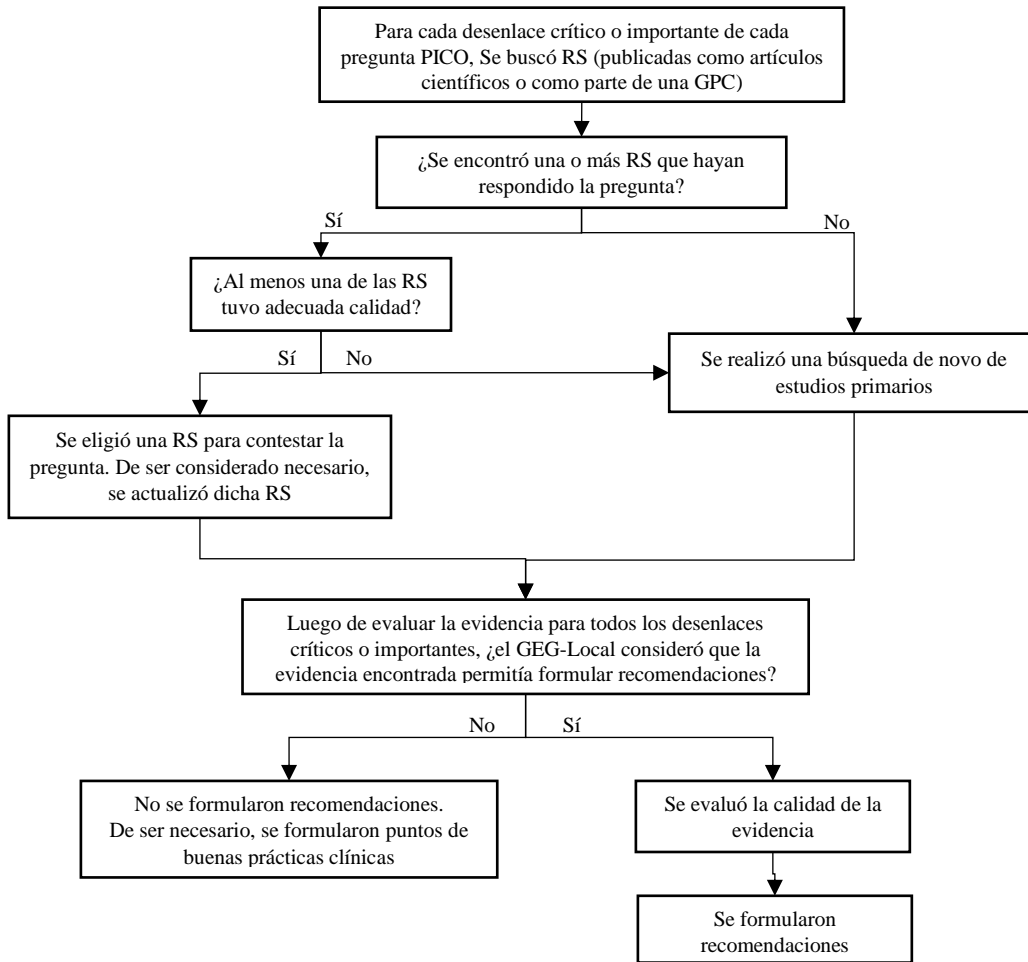 Para cada desenlace crítico o importante de cada
pregunta PICO, Se buscó RS (publicadas como artículos
científicos o como parte de una GPC)
¿Se encontró una o más RS que hayan
respondido la pregunta?
Sí
No
¿Al menos una de las RS
tuvo adecuada calidad?
Sí
No
Se realizó una búsqueda de novo de
estudios primarios
Se eligió una RS para contestar la
pregunta. De ser considerado necesario,
se actualizó dicha RS
Luego de evaluar la evidencia para todos los desenlaces
críticos o importantes, ¿el GEG-Local consideró que la
evidencia encontrada permitía formular recomendaciones?
No
Sí
No se formularon recomendaciones.
De ser necesario, se formularon puntos de
buenas prácticas clínicas
Se evaluó la calidad de la
evidencia
Se formularon
recomendaciones